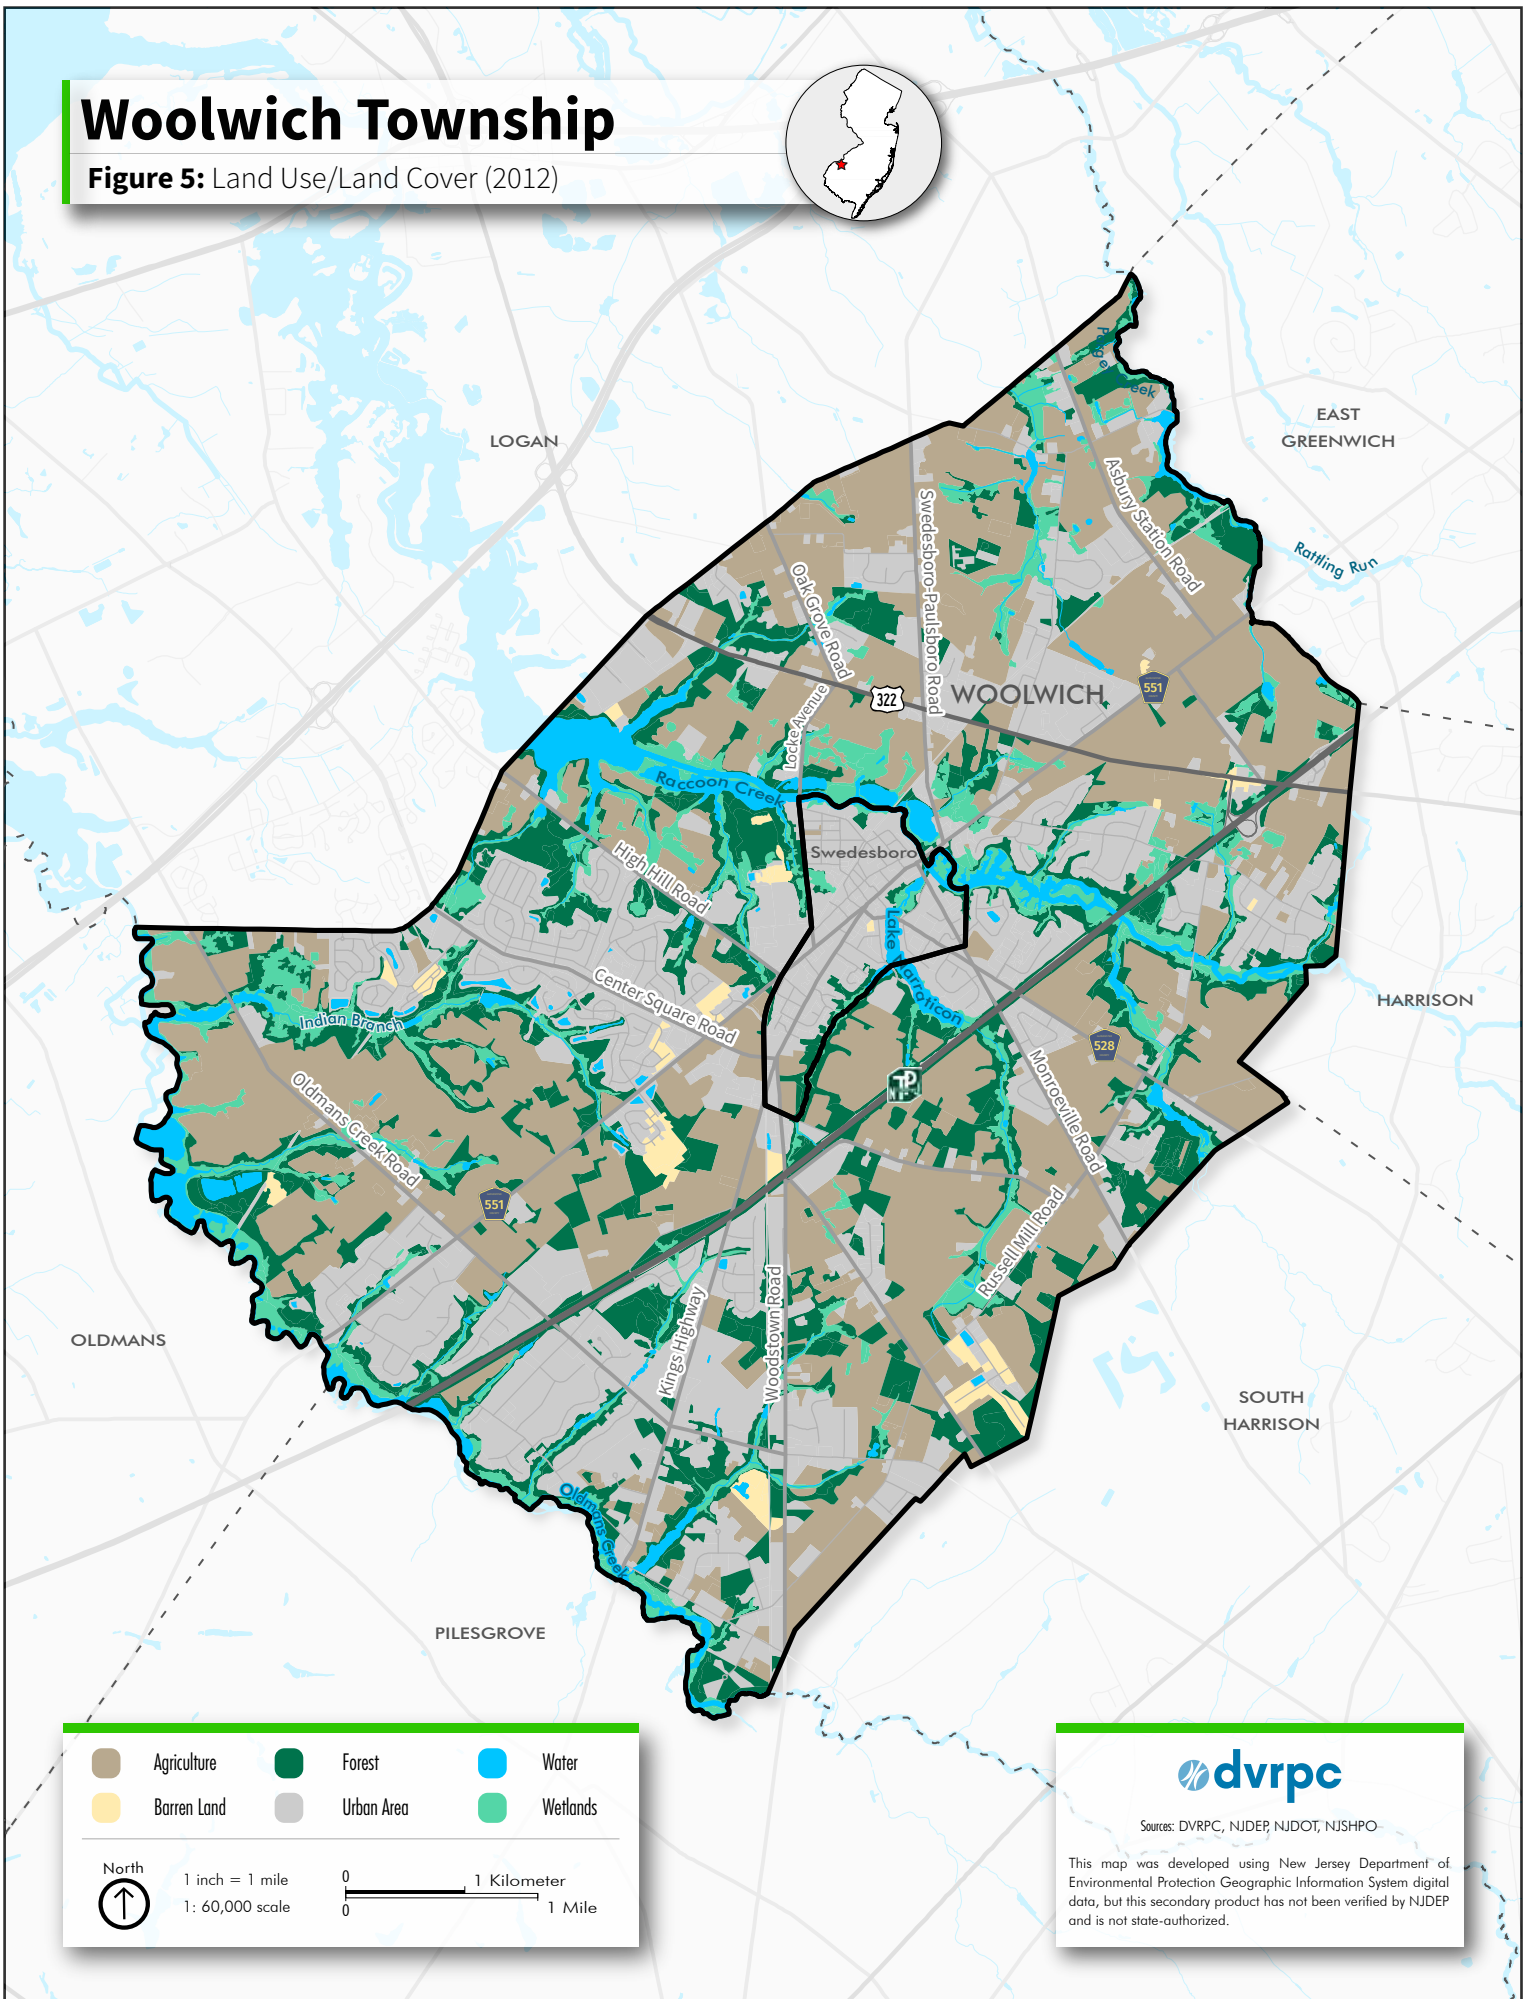 Woolwich Township
Figure 5: Land Use/Land Cover (2012)
LOGAN
EAST
GREENWICH
Creek
Asbury Station Road
Swedesboro-Paulsboro Road
Rattling Run
Oak Grove Road
322
WOOLWICH
551
Locke Avenue
Raccoon Creek
Swedesboro
High Hill Road
Lake Narraticon
Center Square Road
HARRISON
Indian Branch
528
Oldmans Creek Road
TP
NJ
Monroeville Road
551
Russell Mill Road
Kings Highway
Woodstown Road
OLDMANS
SOUTH
HARRISON
Oldmans Creek
PILESGROVE
Agriculture
Forest
Water
Barren Land
Urban Area
Wetlands
North
1 inch = 1 mile
1: 60,000 scale
0
1 Kilometer
0
1 Mile
dvrpc
Sources: DVRPC, NJDEP, NJDOT, NJSHPO
This map was developed using New Jersey Department of
Environmental Protection Geographic Information System digital
data, but this secondary product has not been verified by NJDEP
and is not state-authorized.